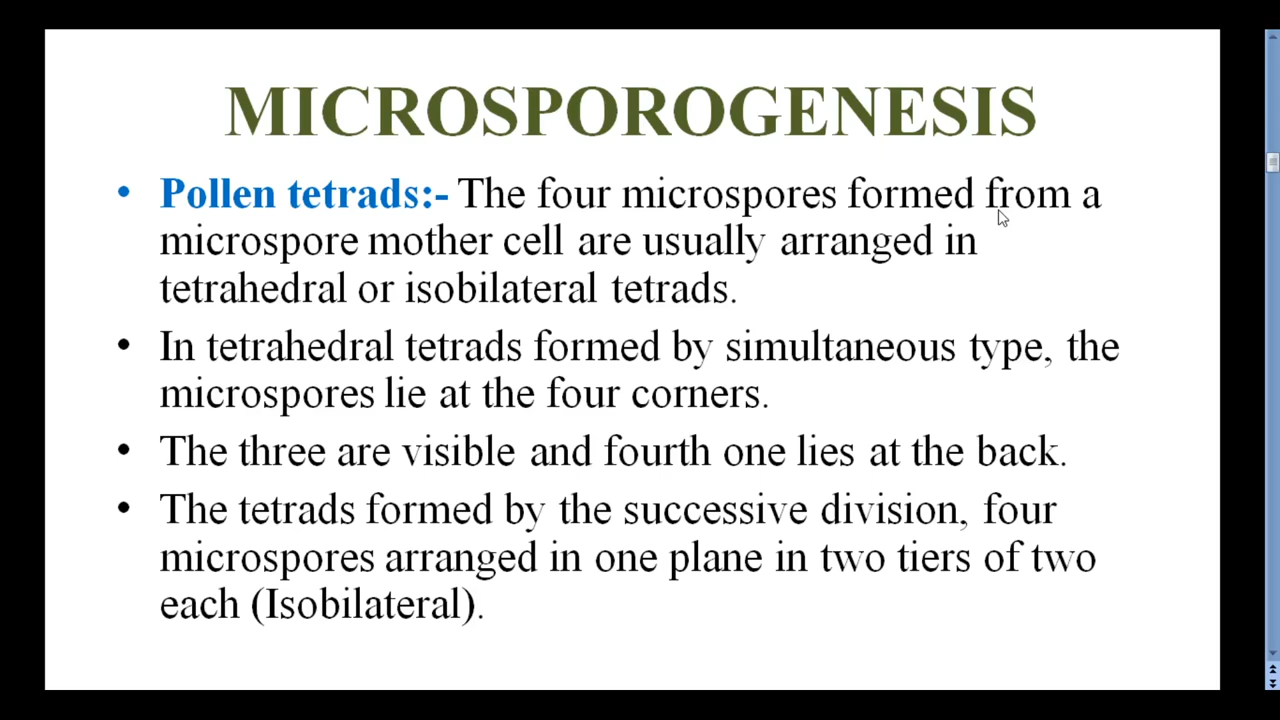 MICROSPOROGENESIS
• Pollen tetrads:- The four microspores formed from a
microspore mother cell are usually arranged in
tetrahedral or isobilateral tetrads.
• In tetrahedral tetrads formed by simultaneous type, the
microspores lie at the four corners.
• The three are visible and fourth one lies at the back.
• The tetrads formed by the successive division, four
microspores arranged in one plane in two tiers of two
each (Isobilateral).